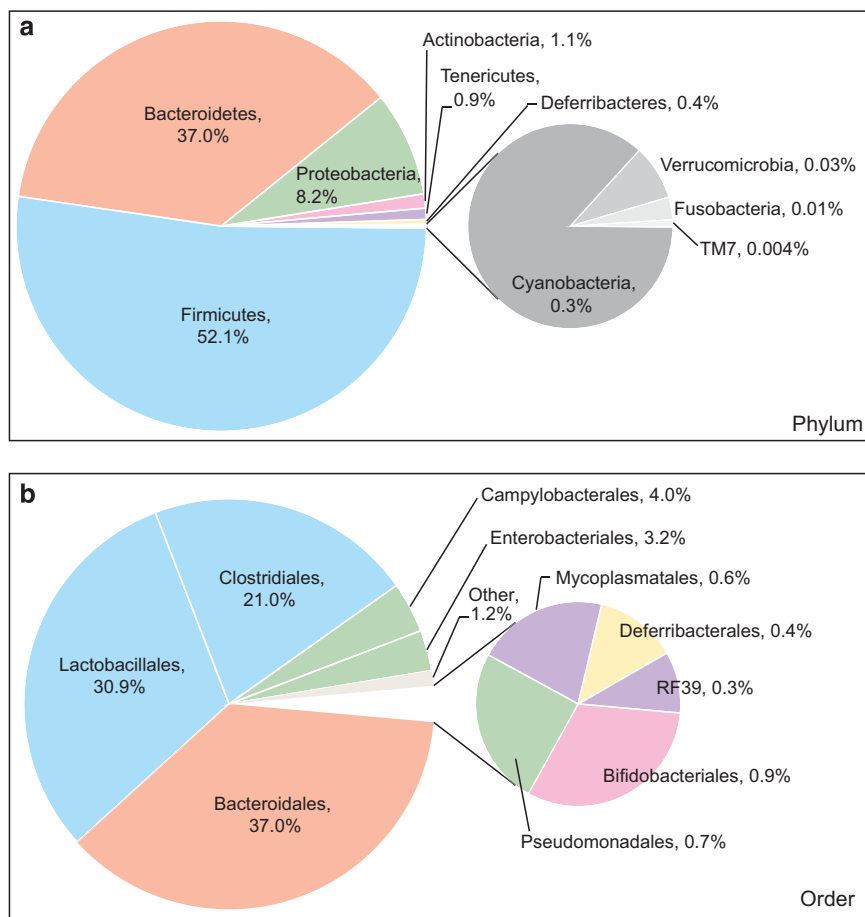 a
Actinobacteria, 1.1%
Tenericutes,
0.9%
Deferribacteres, 0.4%
Bacteroidetes,
37.0%
Proteobacteria,
8.2%
Verrucomicrobia, 0.03%
Fusobacteria, 0.01%
TM7, 0.004%
Cyanobacteria,
0.3%
Firmicutes,
52.1%
Phylum
b
Campylobacterales, 4.0%
Enterobacteriales, 3.2%
Clostridiales,
21.0%
Other,
1.2%
Mycoplasmatales, 0.6%
Deferribacterales, 0.4%
Lactobacillales,
30.9%
RF39, 0.3%
Bifidobacteriales, 0.9%
Bacteroidales,
37.0%
Pseudomonadales, 0.7%
Order